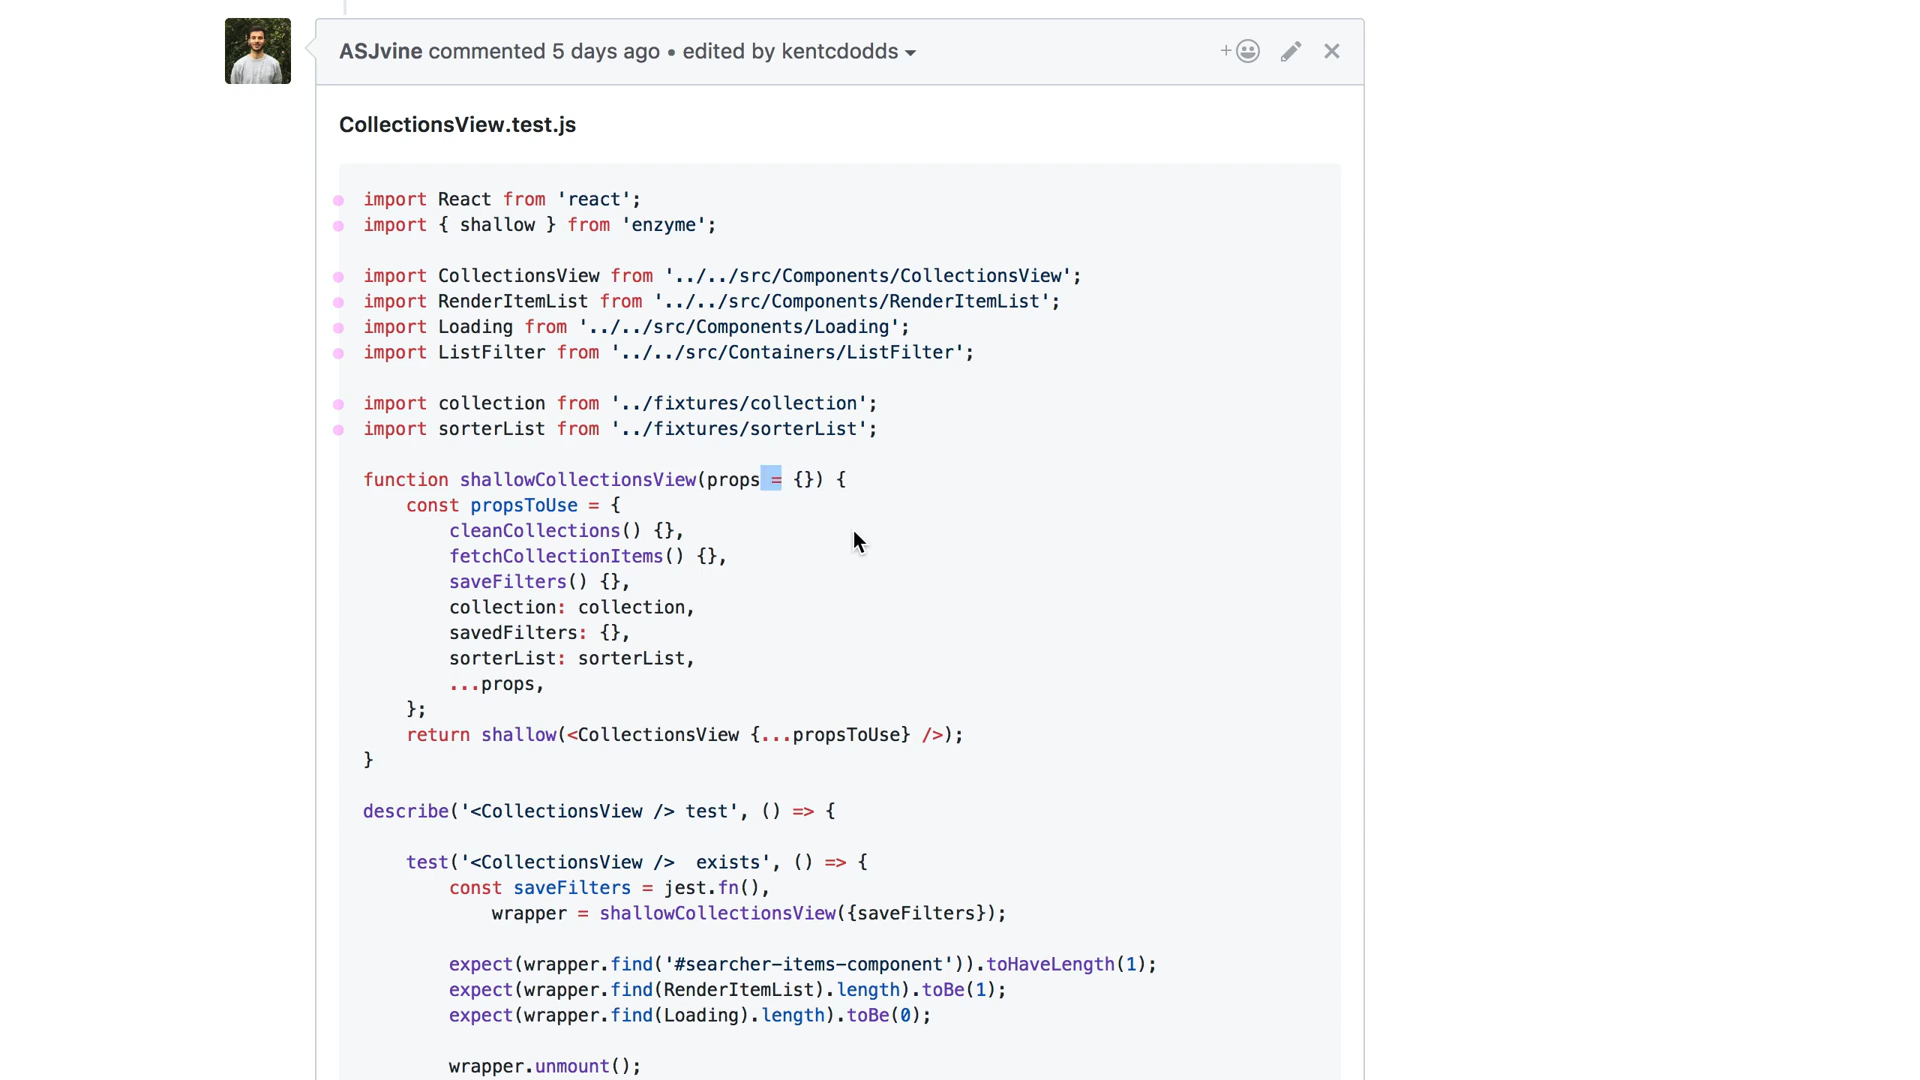 ASJvine commented 5 days ago • edited by kentcdodds
CollectionsView.test.js
import React from 'react';
import { shallow } from 'enzyme';
import CollectionsView from '../../src/Components/CollectionsView';
import RenderItemList from '../../src/Components/RenderItemList';
import Loading from '../../src/Components/Loading';
import ListFilter from '../../src/Containers/ListFilter';
import collection from '../fixtures/collection';
import sorterList from '../fixtures/sorterList';
function shallowCollectionsView(props = {}) {
    const propsToUse = {
        cleanCollections() {},
        fetchCollectionItems() {},
        saveFilters() {},
        collection: collection,
        savedFilters: {},
        sorterList: sorterList,
        ...props,
    };
    return shallow(<CollectionsView {...propsToUse} />);
}
describe('<CollectionsView /> test', () => {
    test('<CollectionsView />  exists', () => {
        const saveFilters = jest.fn(),
            wrapper = shallowCollectionsView({saveFilters});
        expect(wrapper.find('#searcher-items-component')).toHaveLength(1);
        expect(wrapper.find(RenderItemList).length).toBe(1);
        expect(wrapper.find(Loading).length).toBe(0);
        wrapper.unmount();